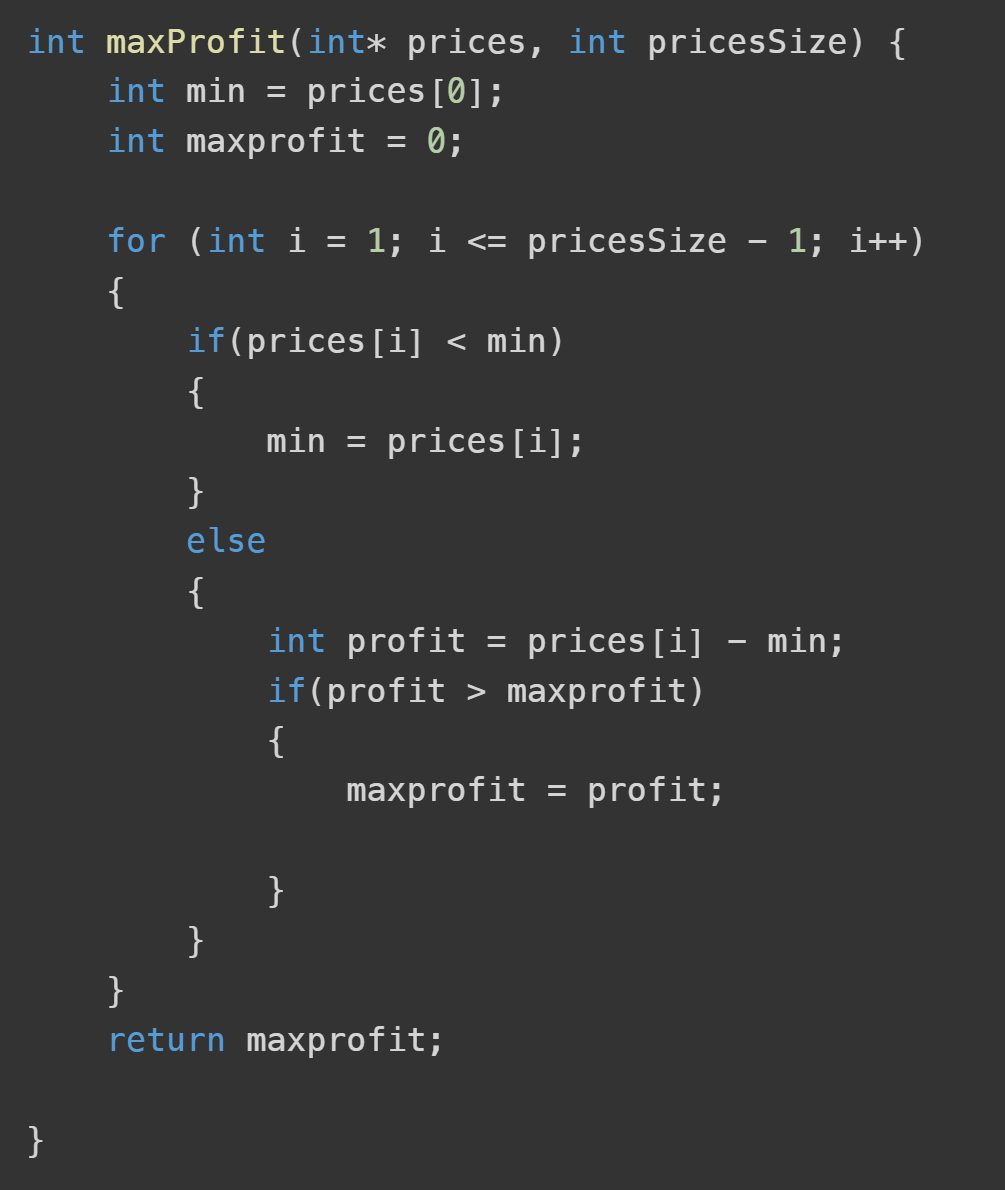 int maxProfit(int* prices, int pricesSize) {
    int min = prices[0];
    int maxprofit = 0;

    for (int i = 1; i <= pricesSize - 1; i++)
    {
        if(prices[i] < min)
        {
            min = prices[i];
        }
        else
        {
            int profit = prices[i] - min;
            if(profit > maxprofit)
            {
                maxprofit = profit;

            }
        }
    }
    return maxprofit;

}